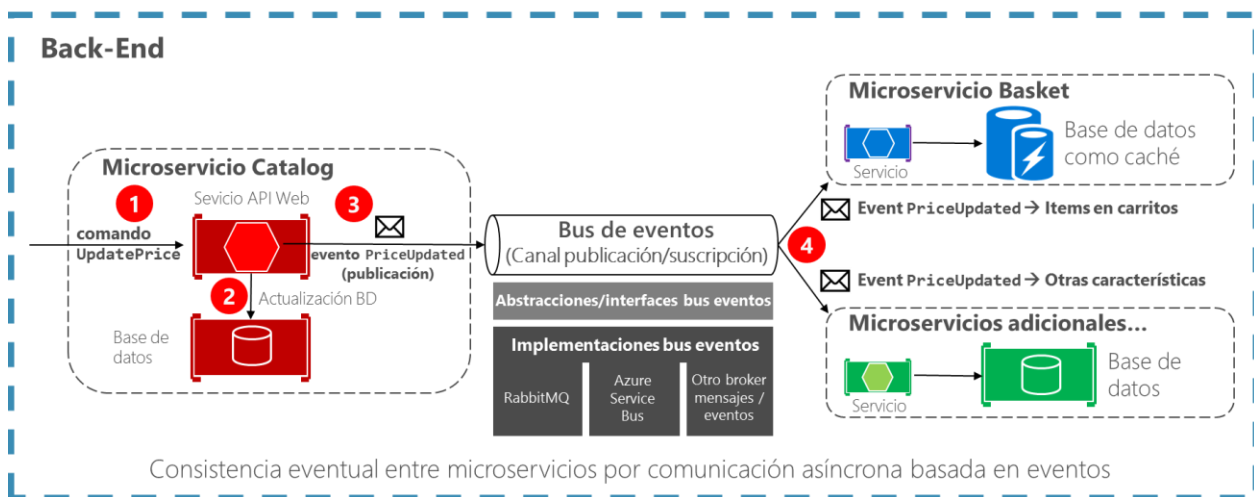 Back-End
Microservicio Catalog
1
Sevicio API Web
3
comando
UpdatePrice
evento PriceUpdated
(publicación)
2
Actualización BD
Base de
datos
Bus de eventos
(Canal publicación/suscripción)
Abstracciones/interfaces bus eventos
Implementaciones bus eventos
RabbitMQ
Azure
Service
Bus
Otro broker
mensajes /
eventos
4
Microservicio Basket
Servicio
Base de datos
como caché
Event PriceUpdated → Items en carritos
Event PriceUpdated → Otras características
Microservicios adicionales…
Servicio
Base de
datos
Consistencia eventual entre microservicios por comunicación asíncrona basada en eventos